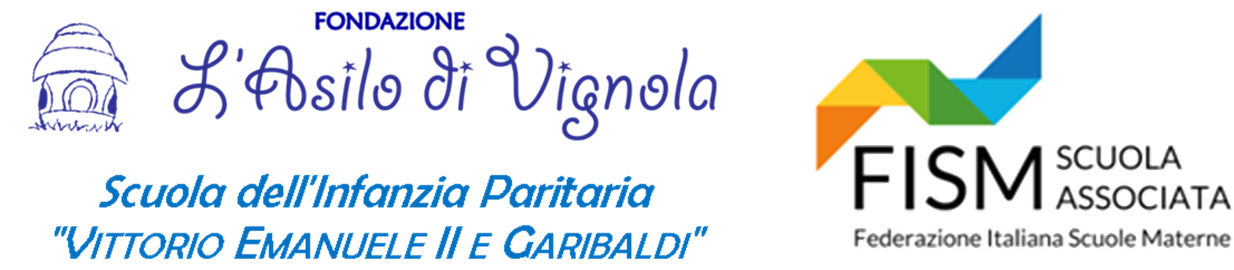 FONDAZIONE
L'Asilo di Vignola
Scuola dell'Infanzia Paritaria
"VITTORIO EMANUELE II E GARIBALDI"
FISM SCUOLA
ASSOCIATA
Federazione Italiana Scuole Materne